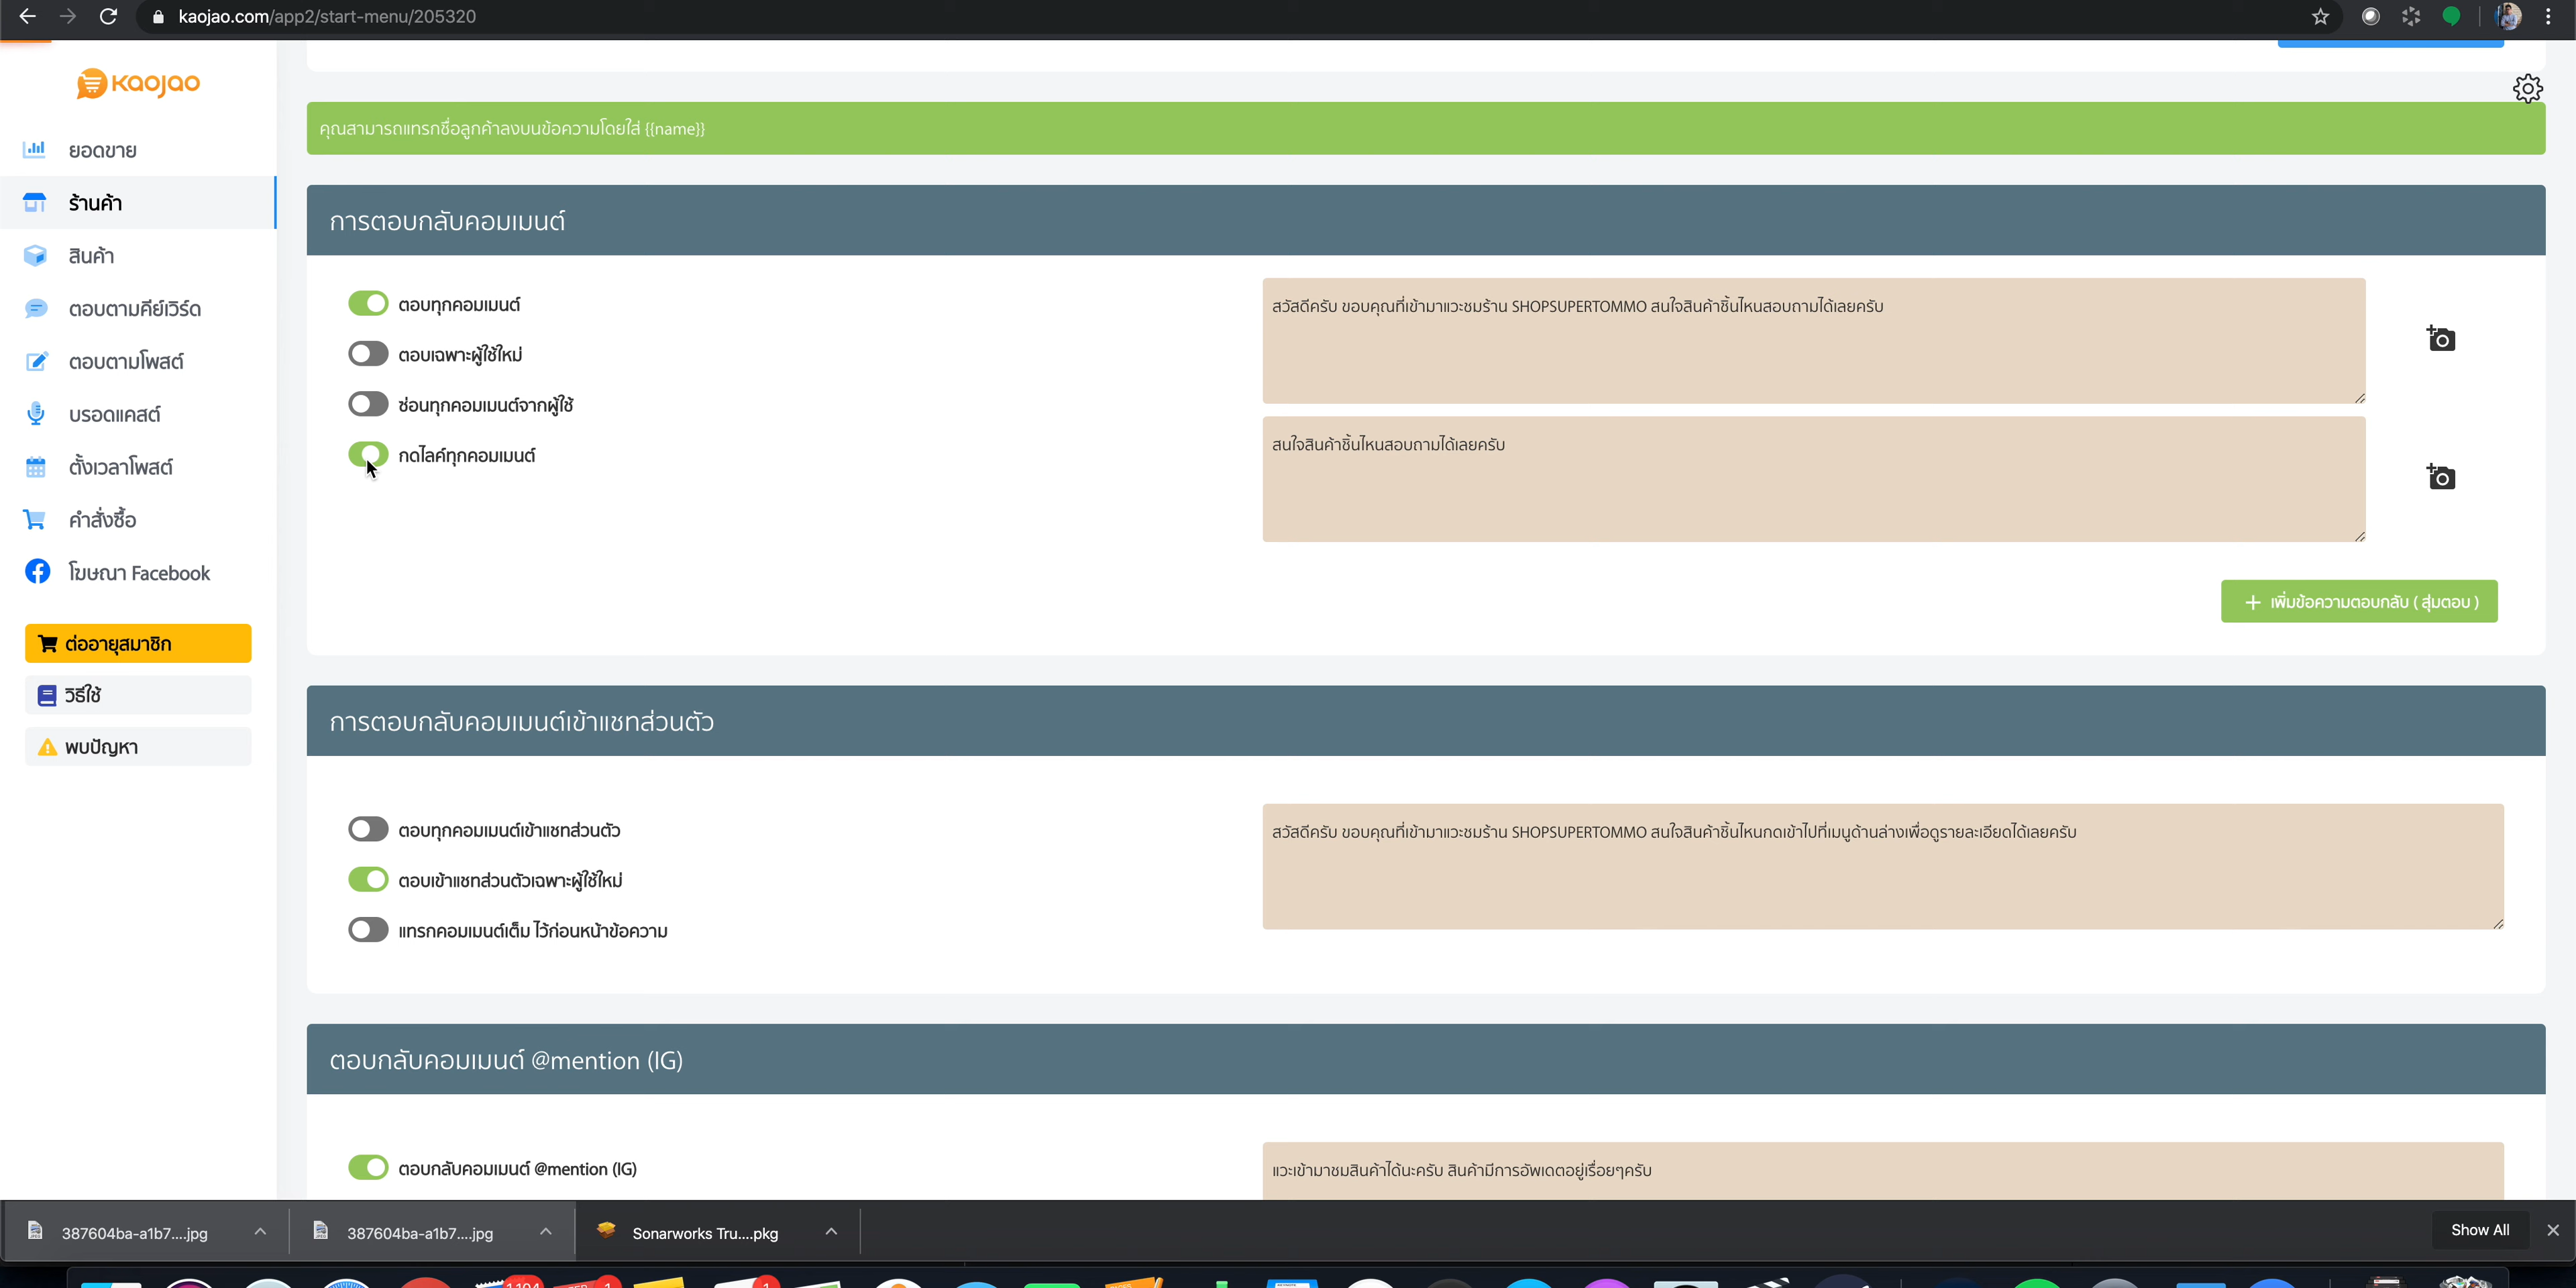 kaojao.com/app2/start-menu/205320
KaoJao
ยอดขาย
ร้านค้า
สินค้า
ตอบตามคีย์เวิร์ด
ตอบตามโพสต์
บรอดแคสต์
ตั้งเวลาโพสต์
คำสั่งซื้อ
โฆษณา Facebook
ต่ออายุสมาชิก
วิธีใช้
พบปัญหา
คุณสามารถแทรกชื่อลูกค้าลงบนข้อความโดยใส่ {{name}}
การตอบกลับคอมเมนต์
ตอบทุกคอมเมนต์
ตอบเฉพาะผู้ใช้ใหม่
ซ่อนทุกคอมเมนต์จากผู้ใช้
กดไลค์ทุกคอมเมนต์
สวัสดีครับ ขอบคุณที่เข้ามาแวะชมร้าน SHOPSUPERTOMMO สนใจสินค้าชิ้นไหนสอบถามได้เลยครับ
สนใจสินค้าชิ้นไหนสอบถามได้เลยครับ
+ เพิ่มข้อความตอบกลับ ( สุ่มตอบ )
การตอบกลับคอมเมนต์เข้าแชทส่วนตัว
ตอบทุกคอมเมนต์เข้าแชทส่วนตัว
ตอบเข้าแชทส่วนตัวเฉพาะผู้ใช้ใหม่
แทรกคอมเมนต์เต็ม ไว้ก่อนหน้าข้อความ
สวัสดีครับ ขอบคุณที่เข้ามาแวะชมร้าน SHOPSUPERTOMMO สนใจสินค้าชิ้นไหนกดเข้าไปที่เมนูด้านล่างเพื่อดูรายละเอียดได้เลยครับ
ตอบกลับคอมเมนต์ @mention (IG)
ตอบกลับคอมเมนต์ @mention (IG)
แวะเข้ามาชมสินค้าได้นะครับ สินค้ามีการอัพเดตอยู่เรื่อยๆครับ
387604ba-a1b7....jpg
387604ba-a1b7....jpg
Sonarworks Tru....pkg
Show All